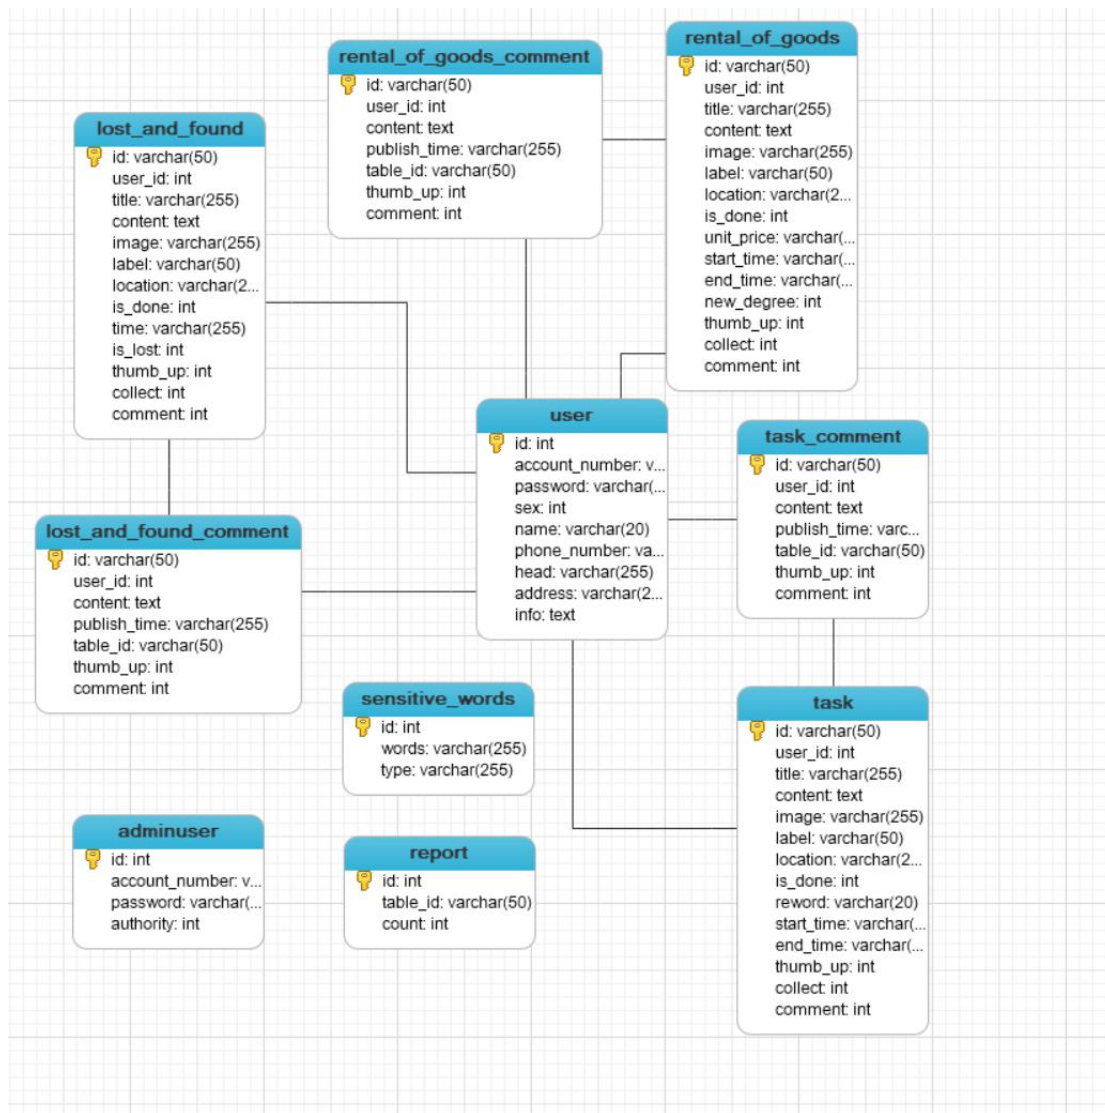 rental_of_goods_comment
id: varchar(50)
user_id: int
content: text
publish_time: varchar(255)
table_id: varchar(50)
thumb_up: int
comment: int
rental_of_goods
id: varchar(50)
user_id: int
title: varchar(255)
content: text
image: varchar(255)
label: varchar(50)
location: varchar(2...
is_done: int
unit_price: varchar(...
start_time: varchar(...
end_time: varchar(...
new_degree: int
thumb_up: int
collect: int
comment: int
lost_and_found
id: varchar(50)
user_id: int
title: varchar(255)
content: text
image: varchar(255)
label: varchar(50)
location: varchar(2...
is_done: int
time: varchar(255)
is_lost: int
thumb_up: int
collect: int
comment: int
user
id: int
account_number: v...
password: varchar(...
sex: int
name: varchar(20)
phone_number: va...
head: varchar(255)
address: varchar(2...
info: text
task_comment
id: varchar(50)
user_id: int
content: text
publish_time: varc...
table_id: varchar(50)
thumb_up: int
comment: int
lost_and_found_comment
id: varchar(50)
user_id: int
content: text
publish_time: varchar(255)
table_id: varchar(50)
thumb_up: int
comment: int
sensitive_words
id: int
words: varchar(255)
type: varchar(255)
task
id: varchar(50)
user_id: int
title: varchar(255)
content: text
image: varchar(255)
label: varchar(50)
location: varchar(2...
is_done: int
reword: varchar(20)
start_time: varchar(...
end_time: varchar(...
thumb_up: int
collect: int
comment: int
adminuser
id: int
account_number: v...
password: varchar(...
authority: int
report
id: int
table_id: varchar(50)
count: int